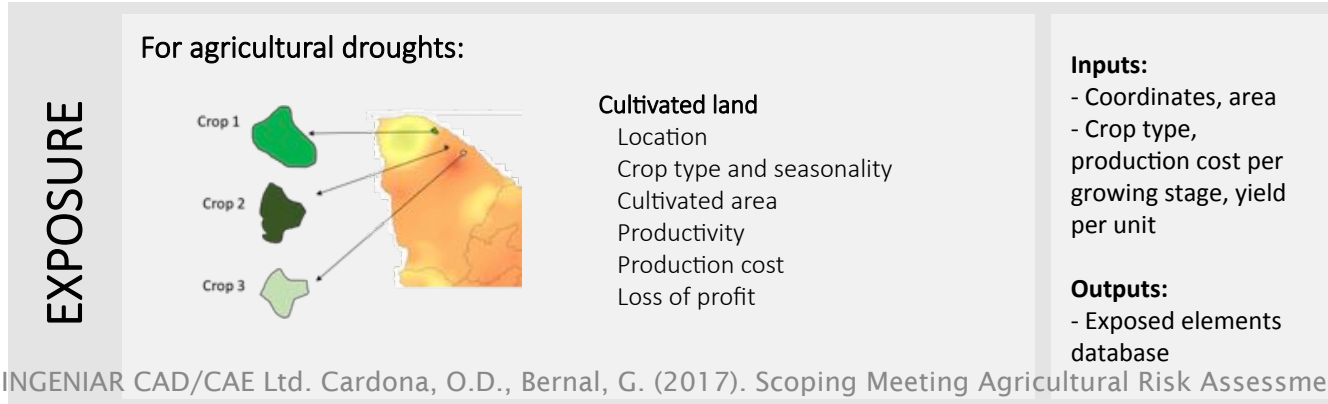 EXPOSURE
For agricultural droughts:
Crop 1
Crop 2
Crop 3
Cultivated land
Location
Crop type and seasonality
Cultivated area
Productivity
Production cost
Loss of profit
Inputs:
- Coordinates, area
- Crop type,
production cost per
growing stage, yield
per unit
Outputs:
- Exposed elements
database
INGENIAR CAD/CAE Ltd. Cardona, O.D., Bernal, G. (2017). Scoping Meeting Agricultural Risk Assessme